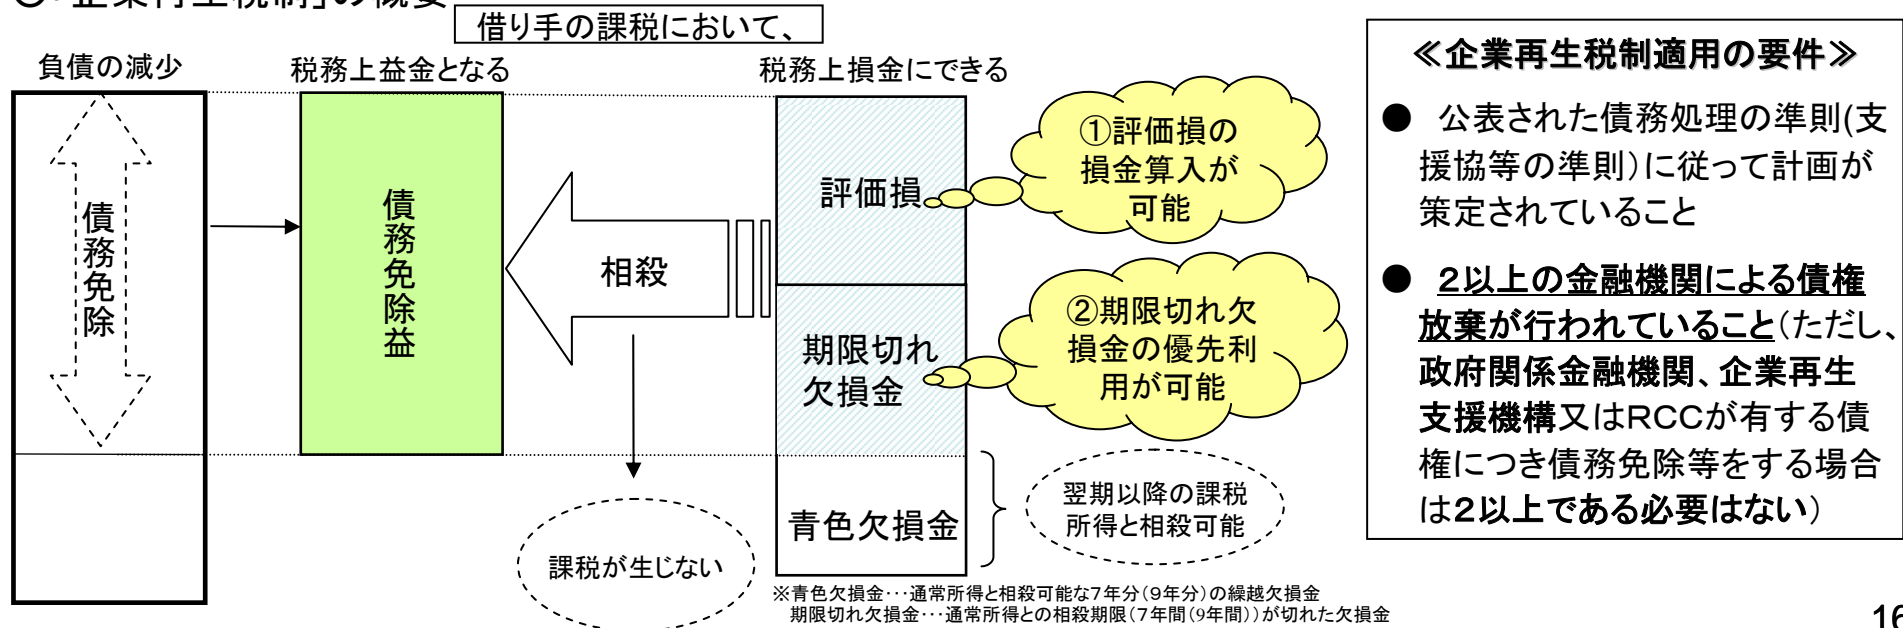 ○「企業再生税制」の概要
借り手の課税において、
負債の減少
税務上益金となる
税務上損金にできる
債務免除
債務免除益
相殺
評価損
期限切れ
欠損金
青色欠損金
①評価損の
損金算入が
可能
②期限切れ欠
損金の優先利
用が可能
課税が生じない
翌期以降の課税
所得と相殺可能
※青色欠損金･･･通常所得と相殺可能な7年分(9年分)の繰越欠損金
期限切れ欠損金･･･通常所得との相殺期限(7年間(9年間))が切れた欠損金
≪企業再生税制適用の要件≫
● 公表された債務処理の準則(支
援協等の準則)に従って計画が
策定されていること
● 2以上の金融機関による債権
放棄が行われていること(ただし、
政府関係金融機関、企業再生
支援機構又はRCCが有する債
権につき債務免除等をする場合
は2以上である必要はない)
16